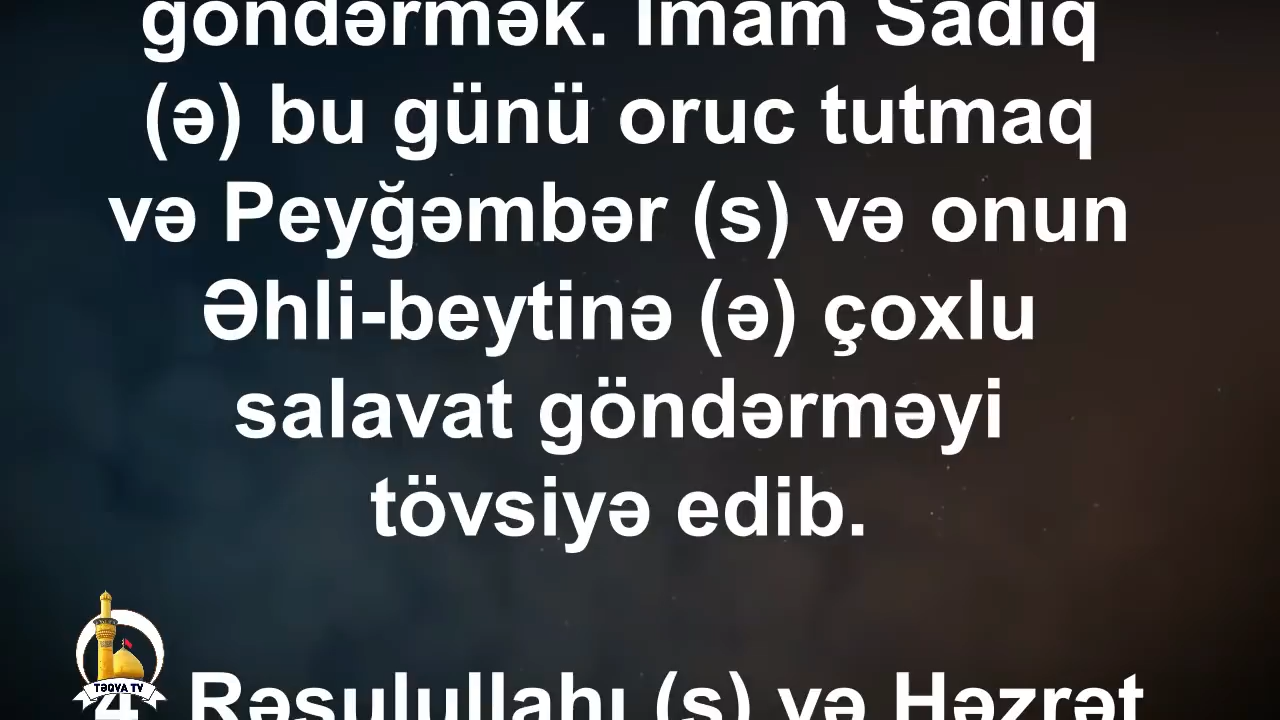 göndərmək. İmam Sadiq
(ə) bu günü oruc tutmaq
və Peyğəmbər (s) və onun
Əhli-beytinə (ə) çoxlu
salavat göndərməyi
tövsiyə edib.
TƏQVA TV
4. Rəsulullahı (s) və Həzrət